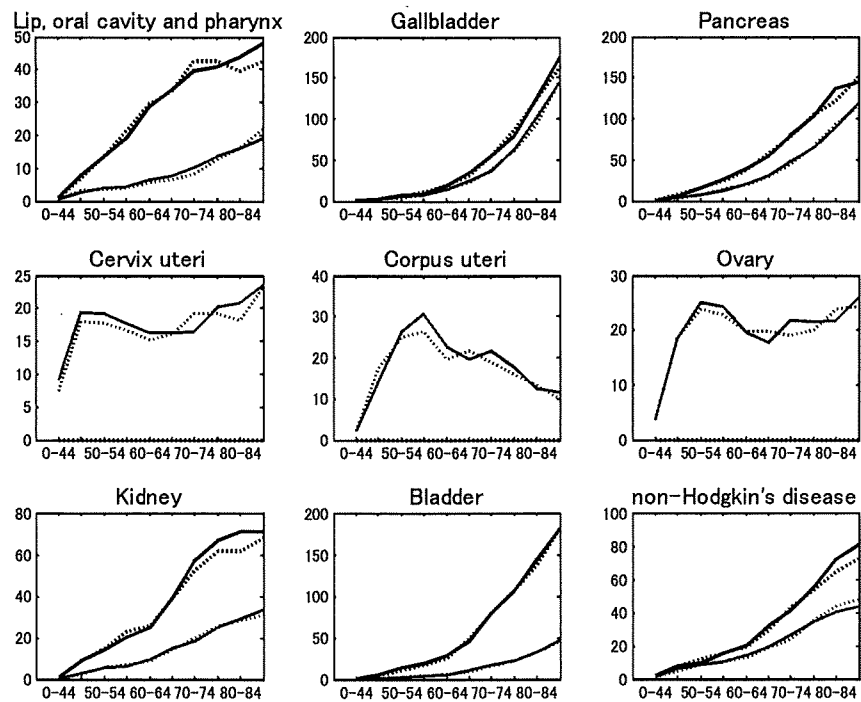 Lip, oral cavity and pharynx
50
40
30
20
10
0
0-44 50-54 60-64 70-74 80-84
Gallbladder
200
150
100
50
0
0-44 50-54 60-64 70-74 80-84
Pancreas
200
150
100
50
0
0-44 50-54 60-64 70-74 80-84
Cervix uteri
25
20
15
10
5
0
0-44 50-54 60-64 70-74 80-84
Corpus uteri
40
30
20
10
0
0-44 50-54 60-64 70-74 80-84
Ovary
30
20
10
0
0-44 50-54 60-64 70-74 80-84
Kidney
80
60
40
20
0
0-44 50-54 60-64 70-74 80-84
Bladder
200
150
100
50
0
0-44 50-54 60-64 70-74 80-84
non-Hodgkin's disease
100
80
60
40
20
0
0-44 50-54 60-64 70-74 80-84